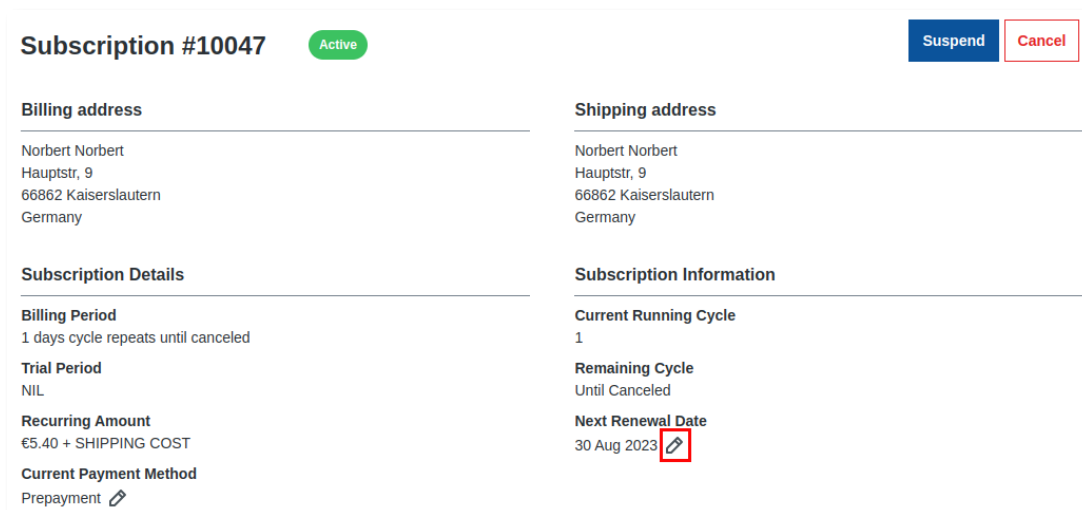 Subscription #10047
Active
Suspend
Cancel
Billing address
Norbert Norbert
Hauptstr, 9
66862 Kaiserslautern
Germany
Shipping address
Norbert Norbert
Hauptstr, 9
66862 Kaiserslautern
Germany
Subscription Details
Billing Period
1 days cycle repeats until canceled
Trial Period
NIL
Recurring Amount
€5.40 + SHIPPING COST
Current Payment Method
Prepayment
Subscription Information
Current Running Cycle
1
Remaining Cycle
Until Canceled
Next Renewal Date
30 Aug 2023